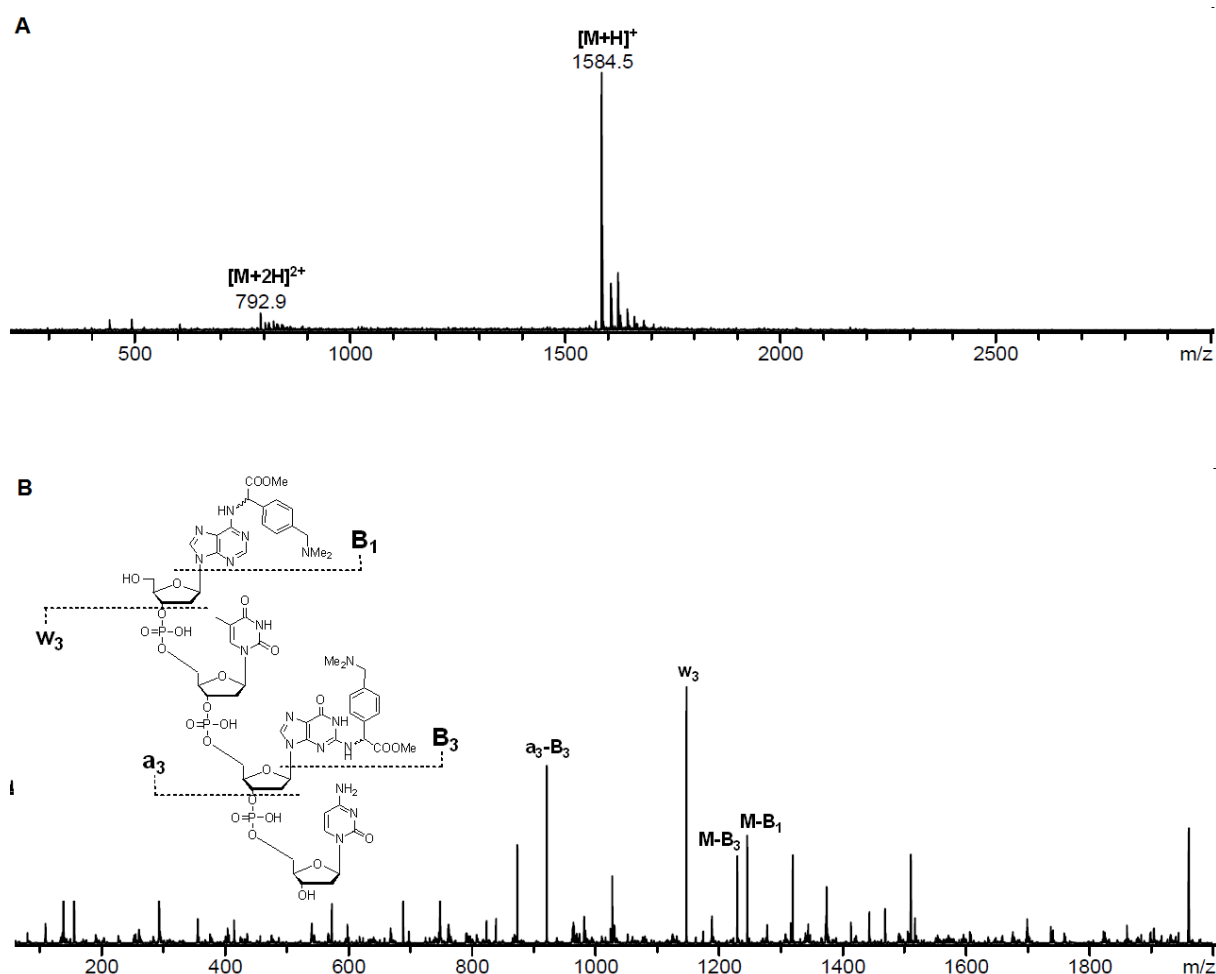 A
[M+H]+
1584.5
[M+2H]2+
792.9
500
1000
1500
2000
2500
m/z
B
COOMe
HN
N
N
N
N
NMe2
B1
HO
O
w3
O
O=P-OH
O
O
NH
N
O
O
Me2N
O
O=P-OH
O
O
N
NH
N
N
N
H
COOMe
B3
a3
O
O
O=P-OH
O
NH2
N
N
O
O
OH
a3-B3
w3
M-B3
M-B1
200
400
600
800
1000
1200
1400
1600
1800
m/z